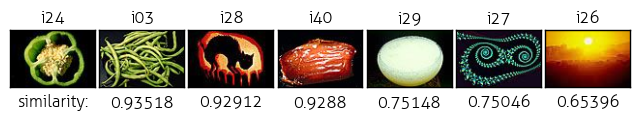 i24 i03 i28 i40 i29 i27 i26
similarity: 0.93518 0.92912 0.9288 0.75148 0.75046 0.65396